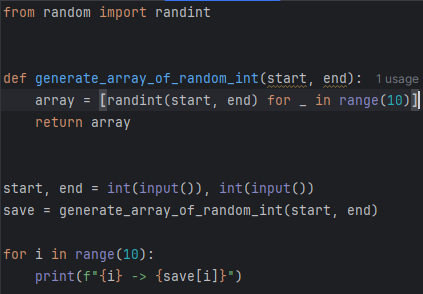 from random import randint
def generate_array_of_random_int(start, end): 1 usage
    array = [randint(start, end) for _ in range(10)]
    return array
start, end = int(input()), int(input())
save = generate_array_of_random_int(start, end)
for i in range(10):
    print(f"{i} -> {save[i]}")